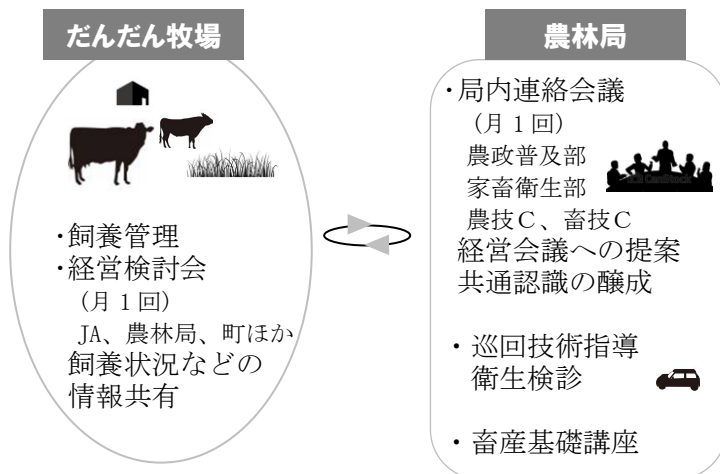 だんだん牧場
・飼養管理
・経営検討会
(月1回)
JA、農林局、町ほか
飼養状況などの
情報共有
農林局
・局内連絡会議
(月1回)
農政普及部
家畜衛生部
農技C、畜技C
経営会議への提案
共通認識の醸成
・巡回技術指導
衛生検診
・畜産基礎講座